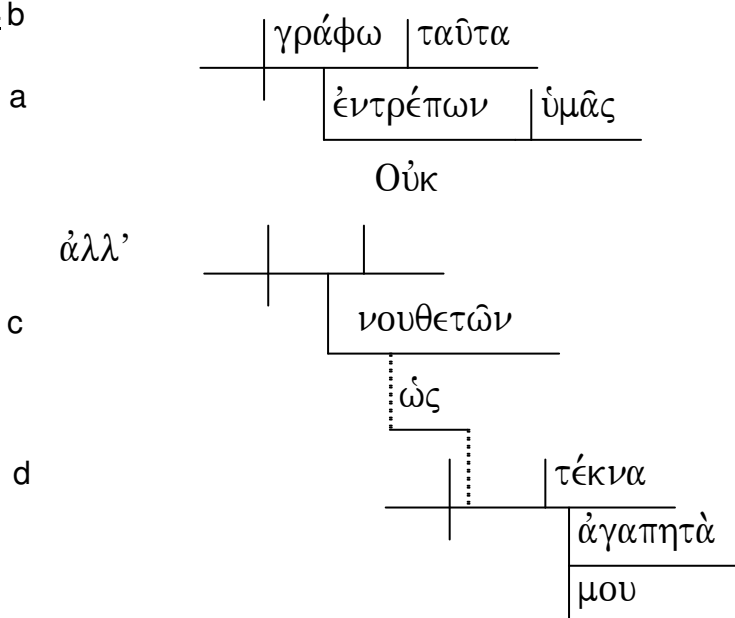 b γράφω ταῦτα
a ἐντρέπων ὑμᾶς
Οὐκ
ἀλλ’
c νουθετῶν
ὡς
d τέκνα
ἀγαπητὰ
μου